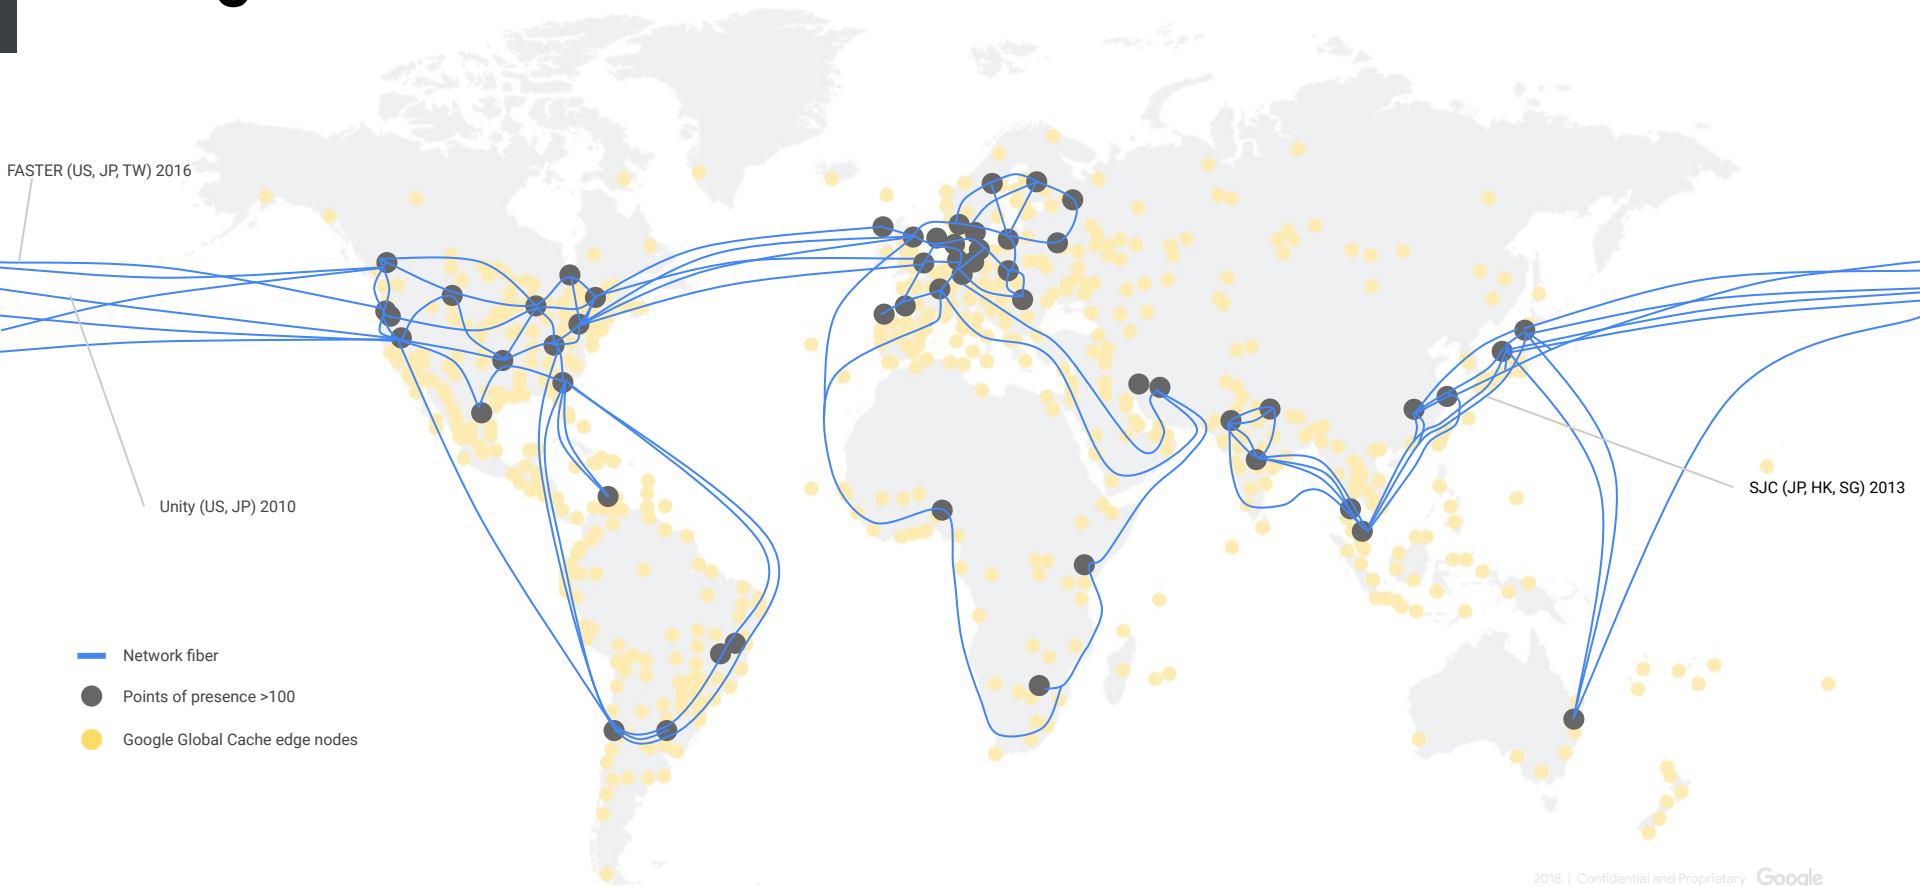 FASTER (US, JP, TW) 2016
Unity (US, JP) 2010
SJC (JP, HK, SG) 2013
Network fiber
Points of presence >100
Google Global Cache edge nodes
2018 | Confidential and Proprietary Google